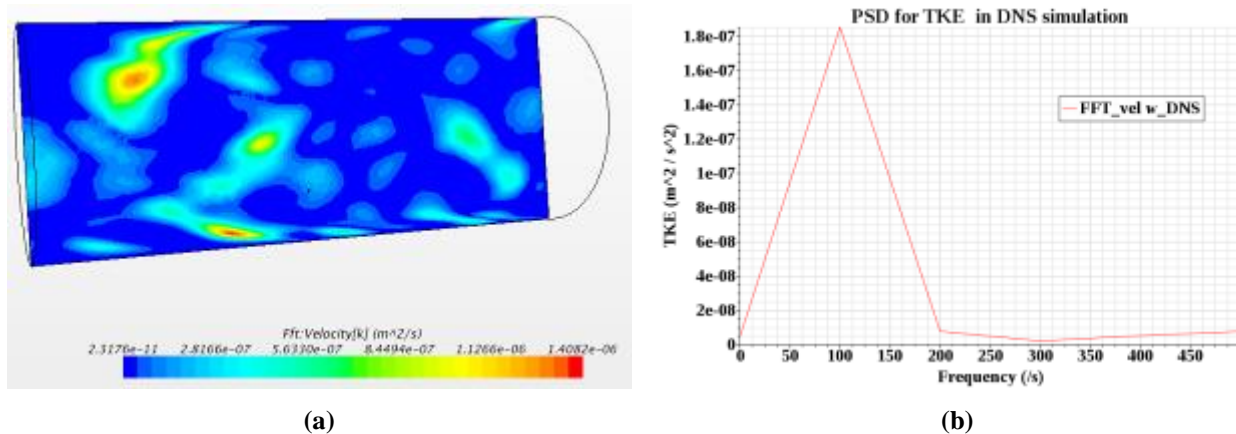 Fft:Velocity[k] (m^2/s)
2.3176e-11 2.8166e-07 5.6330e-07 8.4494e-07 1.1266e-06 1.4082e-06
(a)
PSD for TKE in DNS simulation
TKE (m^2 / s^2)
1.8e-07
1.6e-07
1.4e-07
1.2e-07
1e-07
8e-08
6e-08
4e-08
2e-08
0
FFT_vel w_DNS
0 50 100 150 200 250 300 350 400 450
Frequency (/s)
(b)